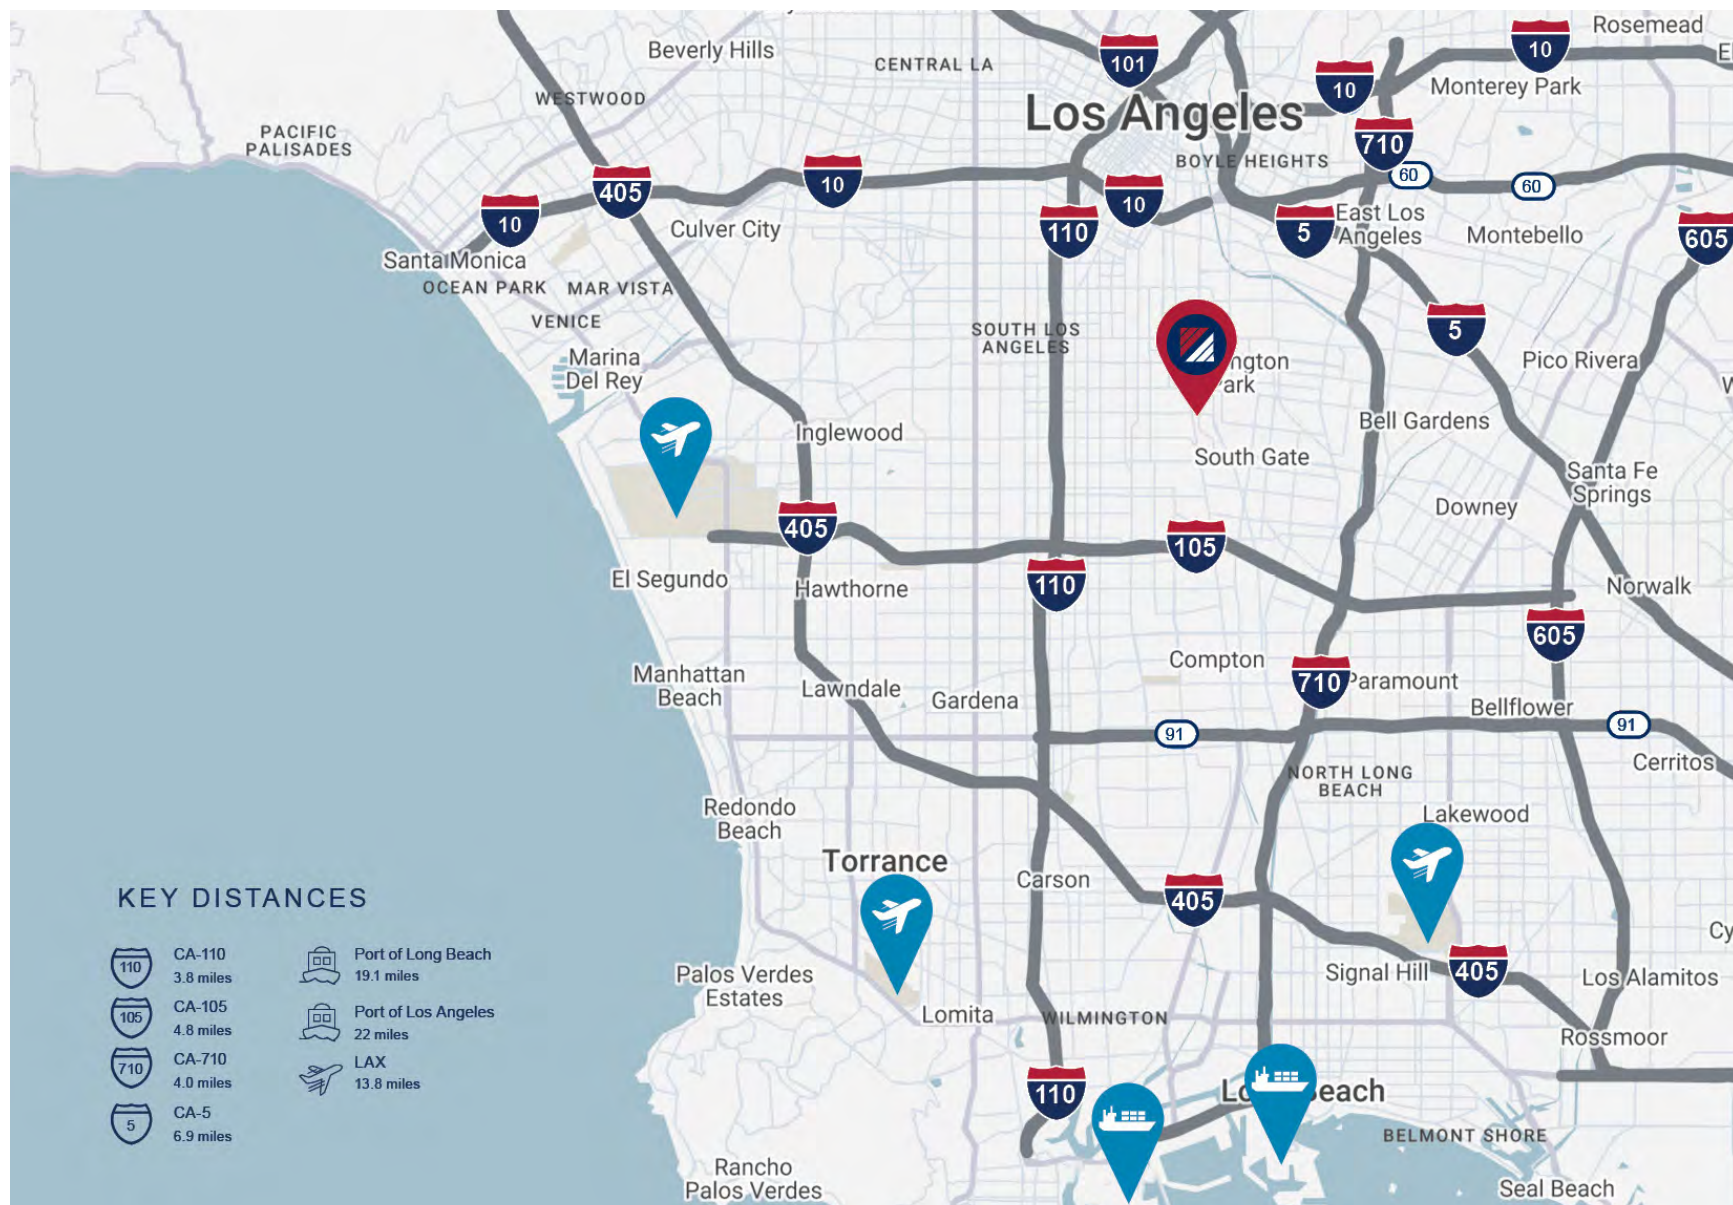 Rosemead
10
Beverly Hills
101
CENTRAL LA
10
Monterey Park
WESTWOOD
Los Angeles
PACIFIC
PALISADES
710
BOYLE HEIGHTS
60
60
405
10
10
10
110
5
East Los
Angeles
Montebello
605
Culver City
Santa Monica
OCEAN PARK
MAR VISTA
VENICE
SOUTH LOS
ANGELES
5
Marina
Del Rey
ngton
ark
Pico Rivera
Inglewood
Bell Gardens
South Gate
Santa Fe
Springs
Downey
405
105
El Segundo
Hawthorne
110
Norwalk
605
Manhattan
Beach
Lawndale
Gardena
Compton
710
Paramount
Bellflower
91
91
Cerritos
NORTH LONG
BEACH
Redondo
Beach
Lakewood
Torrance
Carson
405
Palos Verdes
Estates
Lomita
WILMINGTON
Signal Hill
405
Los Alamitos
Cy
Rossmoor
110
Lo
Beach
BELMONT SHORE
Rancho
Palos Verdes
Seal Beach
KEY DISTANCES
110
CA-110
3.8 miles
105
CA-105
4.8 miles
710
CA-710
4.0 miles
5
CA-5
6.9 miles
Port of Long Beach
19.1 miles
Port of Los Angeles
22 miles
LAX
13.8 miles